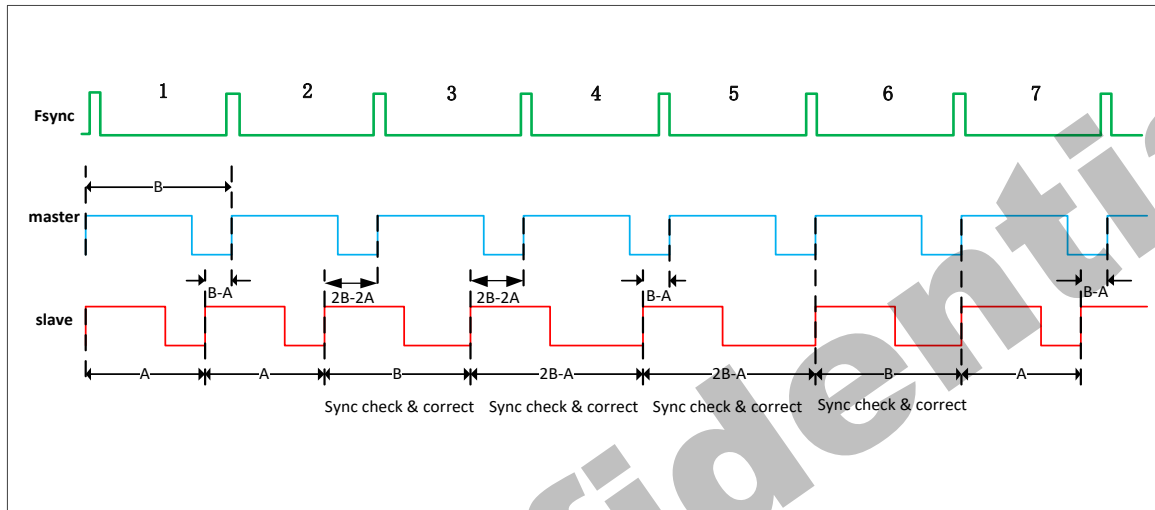 1 2 3 4 5 6 7
Fsync
B
master
B-A 2B-2A 2B-2A B-A B-A
slave
A A B 2B-A 2B-A B A
Sync check & correct Sync check & correct Sync check & correct Sync check & correct
fidentia